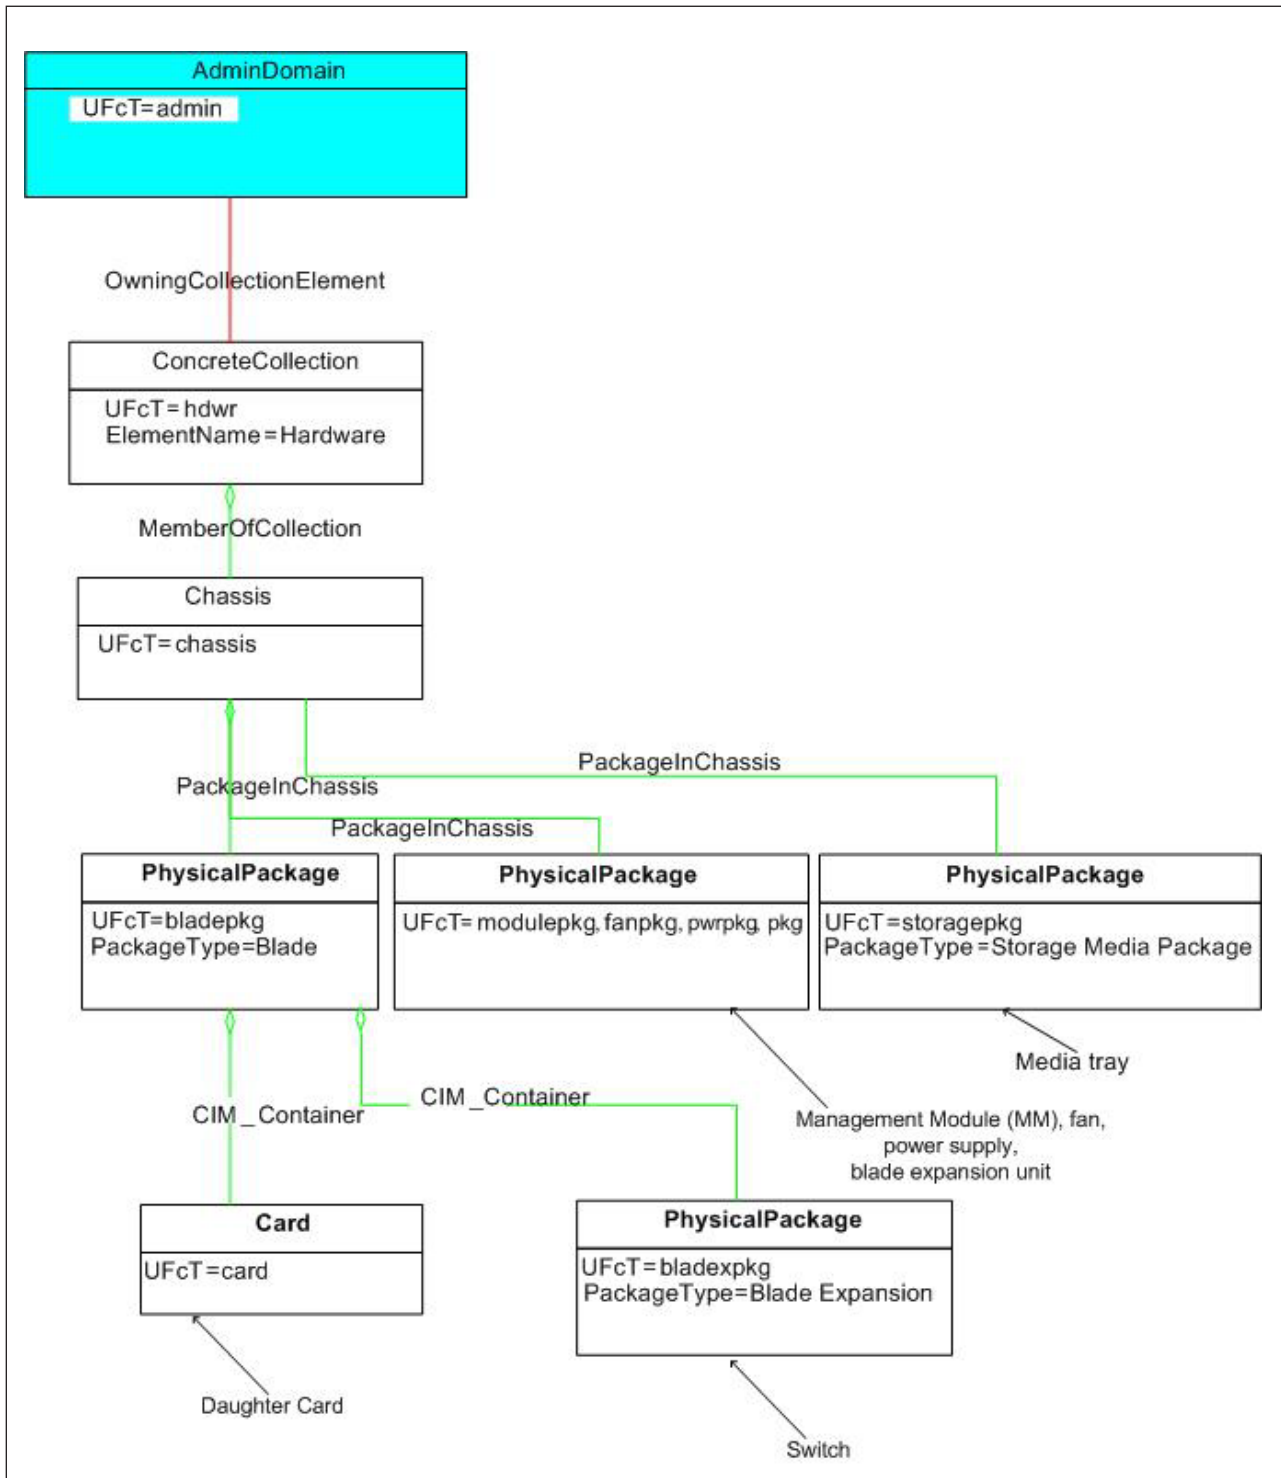 AdminDomain
UFcT=admin
OwningCollectionElement
ConcreteCollection
UFcT=hdwr
ElementName=Hardware
MemberOfCollection
Chassis
UFcT=chassis
PackageInChassis
PackageInChassis
PackageInChassis
PhysicalPackage
UFcT=bladepkg
PackageType=Blade
PhysicalPackage
UFcT=modulepkg, fanpkg, pwrpkg, pkg
PhysicalPackage
UFcT=storagepkg
PackageType=Storage Media Package
Media tray
CIM_Container
CIM_Container
Management Module (MM), fan,
power supply,
blade expansion unit
Card
UFcT=card
PhysicalPackage
UFcT=bladexpkg
PackageType=Blade Expansion
Daughter Card
Switch